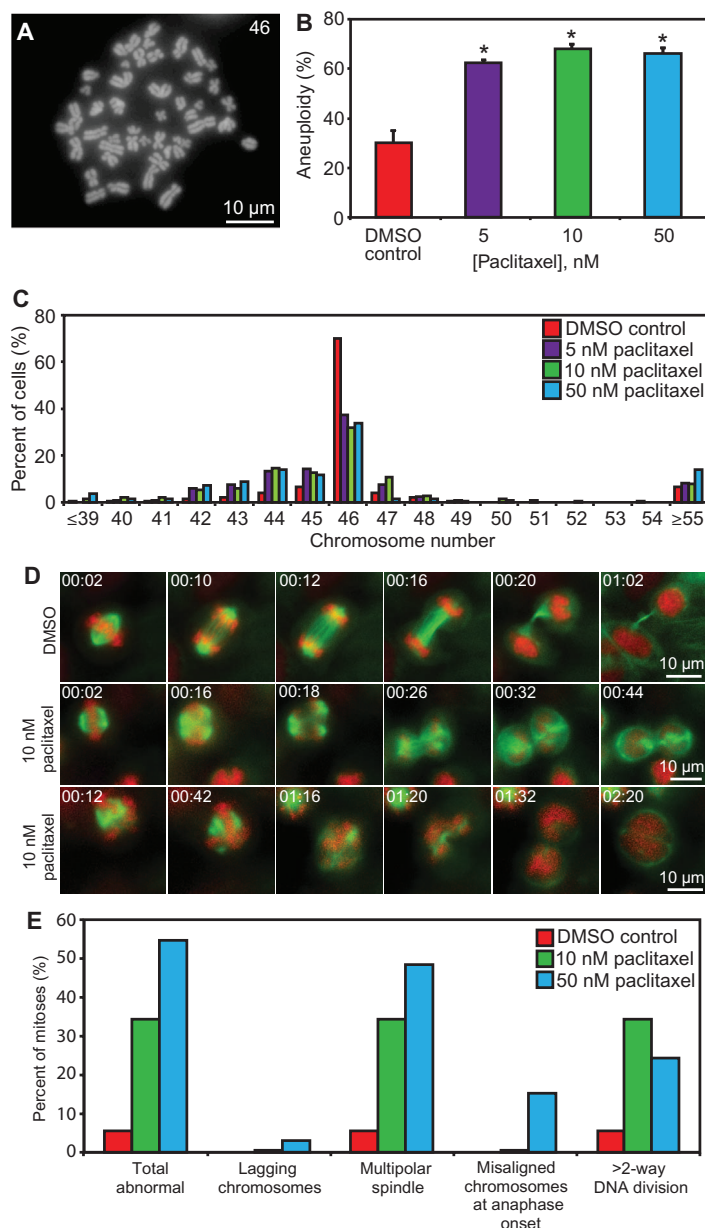 A
46
10 µm
B
Aneuploidy (%)
80
60
40
20
0
*
*
*
DMSO control
5
10
50
[Paclitaxel], nM
C
Percent of cells (%)
80
40
20
0
DMSO control
5 nM paclitaxel
10 nM paclitaxel
50 nM paclitaxel
≤39 40 41 42 43 44 45 46 47 48 49 50 51 52 53 54 ≥55
Chromosome number
D
DMSO
00:02 00:10 00:12 00:16 00:20 01:02
10 µm
10 nM paclitaxel
00:02 00:16 00:18 00:26 00:32 00:44
10 µm
10 nM paclitaxel
00:12 00:42 01:16 01:20 01:32 02:20
10 µm
E
Percent of mitoses (%)
60
50
40
30
20
10
0
DMSO control
10 nM paclitaxel
50 nM paclitaxel
Total abnormal
Lagging chromosomes
Multipolar spindle
Misaligned chromosomes at anaphase onset
>2-way DNA division